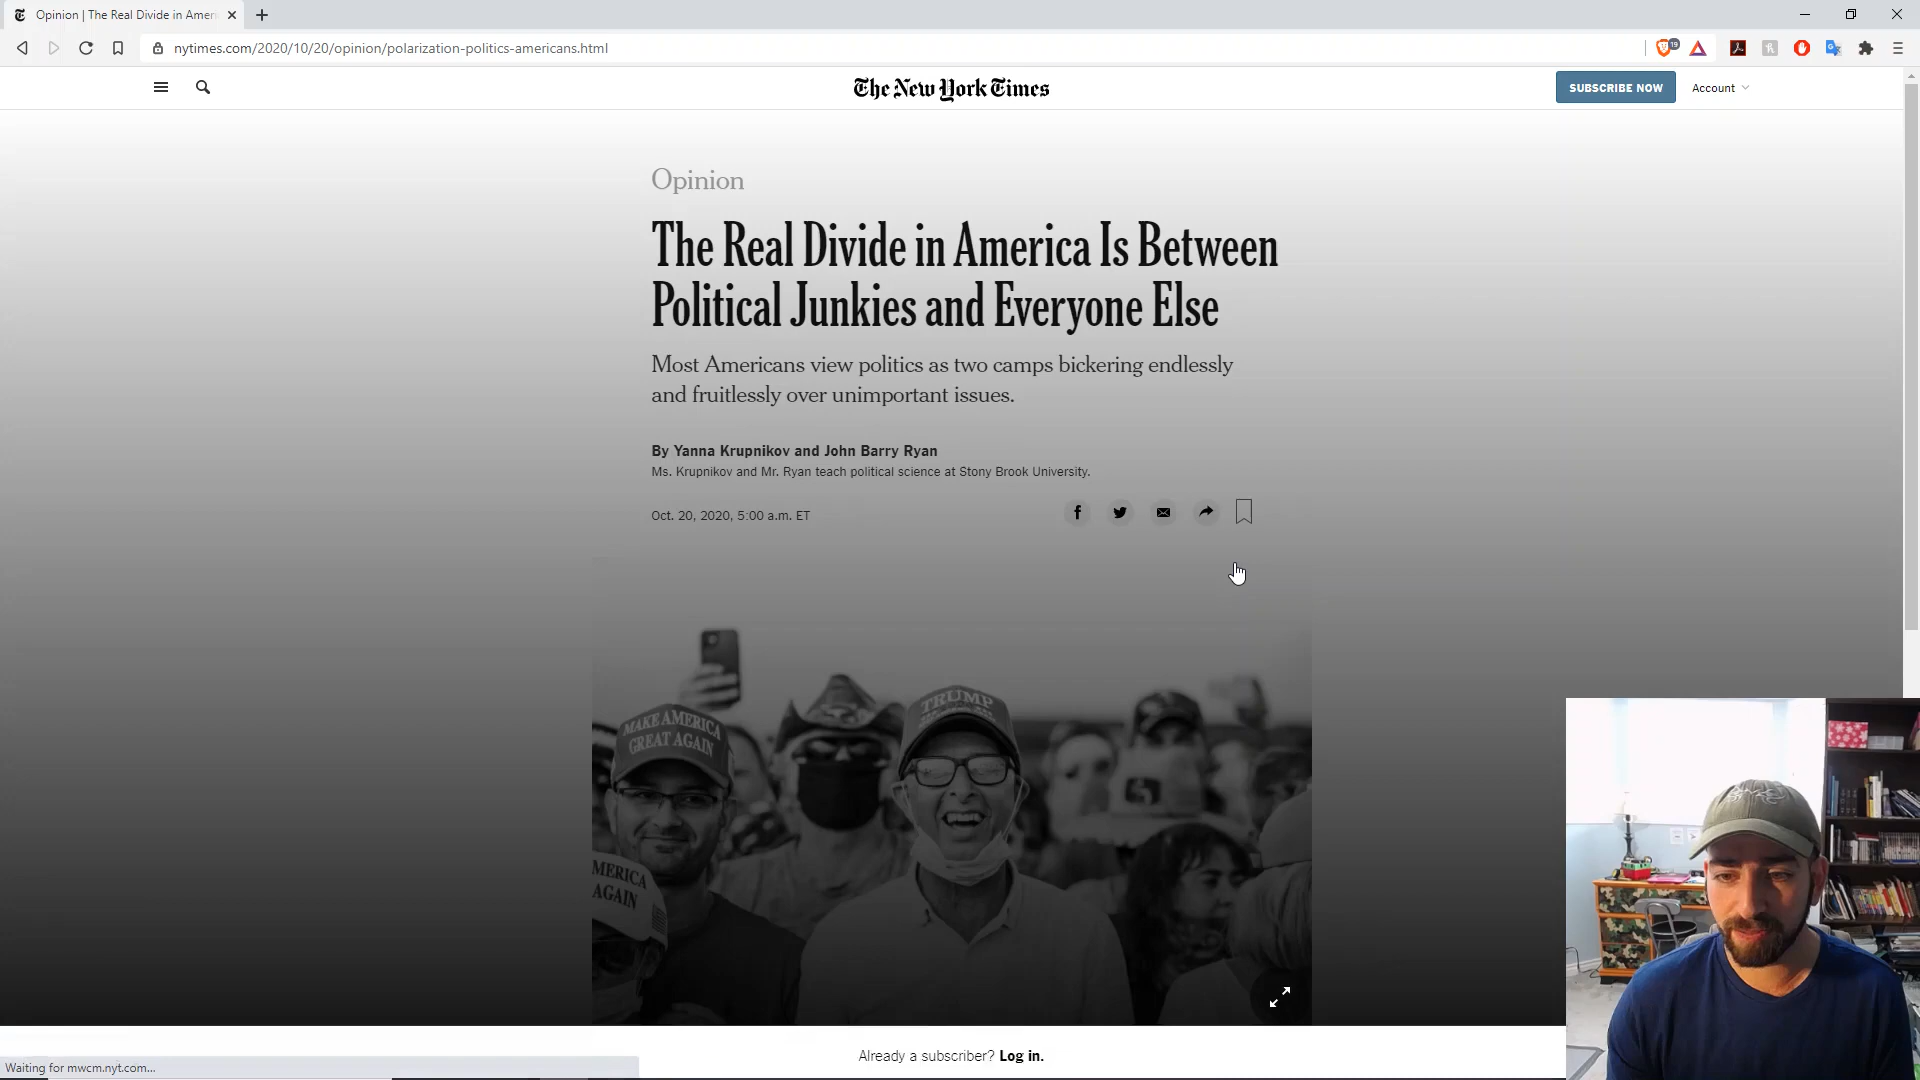 Opinion | The Real Divide in Ameri
nytimes.com/2020/10/20/opinion/polarization-politics-americans.html
19
The New York Times
SUBSCRIBE NOW
Account
Opinion
The Real Divide in America Is Between
Political Junkies and Everyone Else
Most Americans view politics as two camps bickering endlessly
and fruitlessly over unimportant issues.
By Yanna Krupnikov and John Barry Ryan
Ms. Krupnikov and Mr. Ryan teach political science at Stony Brook University.
Oct. 20, 2020, 5:00 a.m. ET
TRUMP
MAKE AMERICA
GREAT AGAIN
MERICA
AGAIN
Already a subscriber? Log in.
Waiting for mwcm.nyt.com...